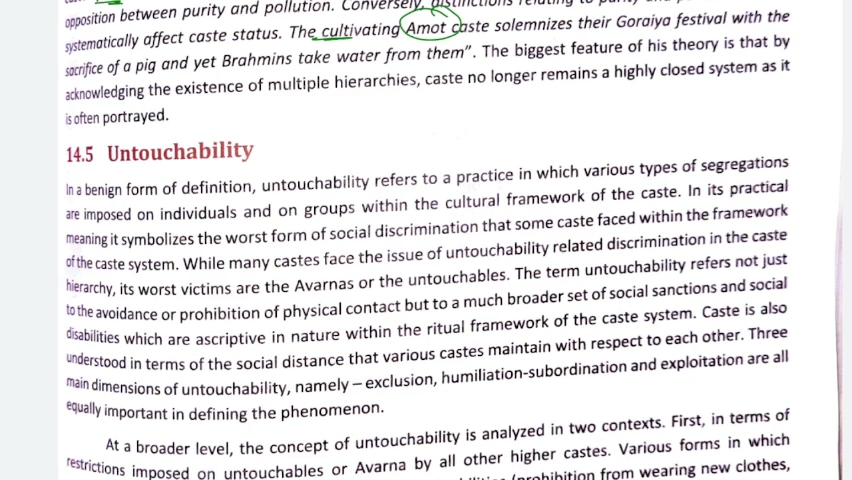 opposition between purity and pollution. Conversely, distinctions relating to
systematically affect caste status. The cultivating Amot caste solemnizes their Goraiya festival with the
sacrifice of a pig and yet Brahmins take water from them”. The biggest feature of his theory is that by
acknowledging the existence of multiple hierarchies, caste no longer remains a highly closed system as it
is often portrayed.
14.5 Untouchability
In a benign form of definition, untouchability refers to a practice in which various types of segregations
are imposed on individuals and on groups within the cultural framework of the caste. In its practical
meaning it symbolizes the worst form of social discrimination that some caste faced within the framework
of the caste system. While many castes face the issue of untouchability related discrimination in the caste
hierarchy, its worst victims are the Avarnas or the untouchables. The term untouchability refers not just
to the avoidance or prohibition of physical contact but to a much broader set of social sanctions and social
disabilities which are ascriptive in nature within the ritual framework of the caste system. Caste is also
understood in terms of the social distance that various castes maintain with respect to each other. Three
main dimensions of untouchability, namely – exclusion, humiliation-subordination and exploitation are all
equally important in defining the phenomenon.
At a broader level, the concept of untouchability is analyzed in two contexts. First, in terms of
restrictions imposed on untouchables or Avarna by all other higher castes. Various forms in which
(prohibition from wearing new clothes,